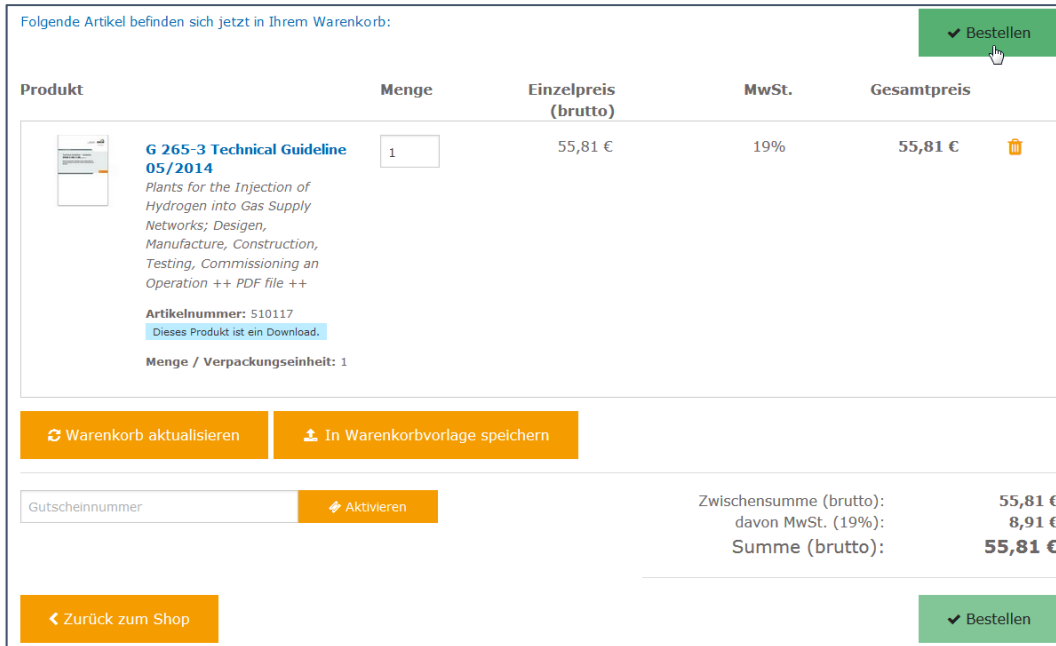 Folgende Artikel befinden sich jetzt in Ihrem Warenkorb:
Bestellen
Produkt Menge Einzelpreis (brutto) MwSt. Gesamtpreis
G 265-3 Technical Guideline
05/2014
1
55,81 €
19%
55,81 €
Plants for the Injection of
Hydrogen into Gas Supply
Networks; Desigen,
Manufacture, Construction,
Testing, Commissioning an
Operation ++ PDF file ++
Artikelnummer: 510117
Dieses Produkt ist ein Download.
Menge / Verpackungseinheit: 1
Warenkorb aktualisieren
In Warenkorbvorlage speichern
Gutscheinnummer
Aktivieren
Zwischensumme (brutto): 55,81 €
davon MwSt. (19%): 8,91 €
Summe (brutto): 55,81 €
Zurück zum Shop
Bestellen